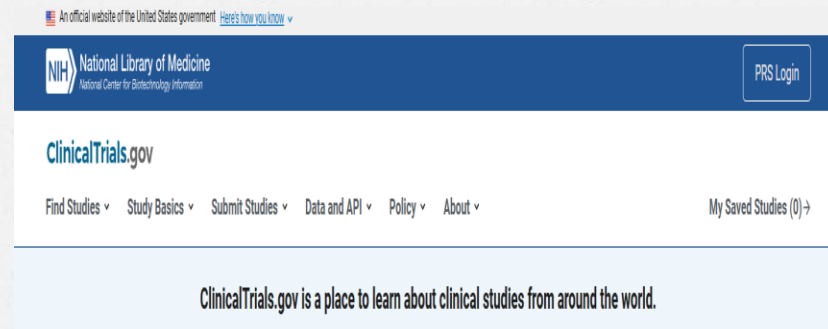 An official website of the United States government Here's how you know
NIH National Library of Medicine
National Center for Biotechnology Information
PRS Login
ClinicalTrials.gov
Find Studies Study Basics Submit Studies Data and API Policy About My Saved Studies (0)→
ClinicalTrials.gov is a place to learn about clinical studies from around the world.